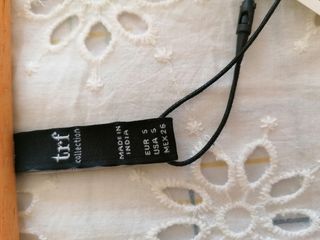 trf
collection
MADE IN
INDIA
EUR S
USA S
MEX 26